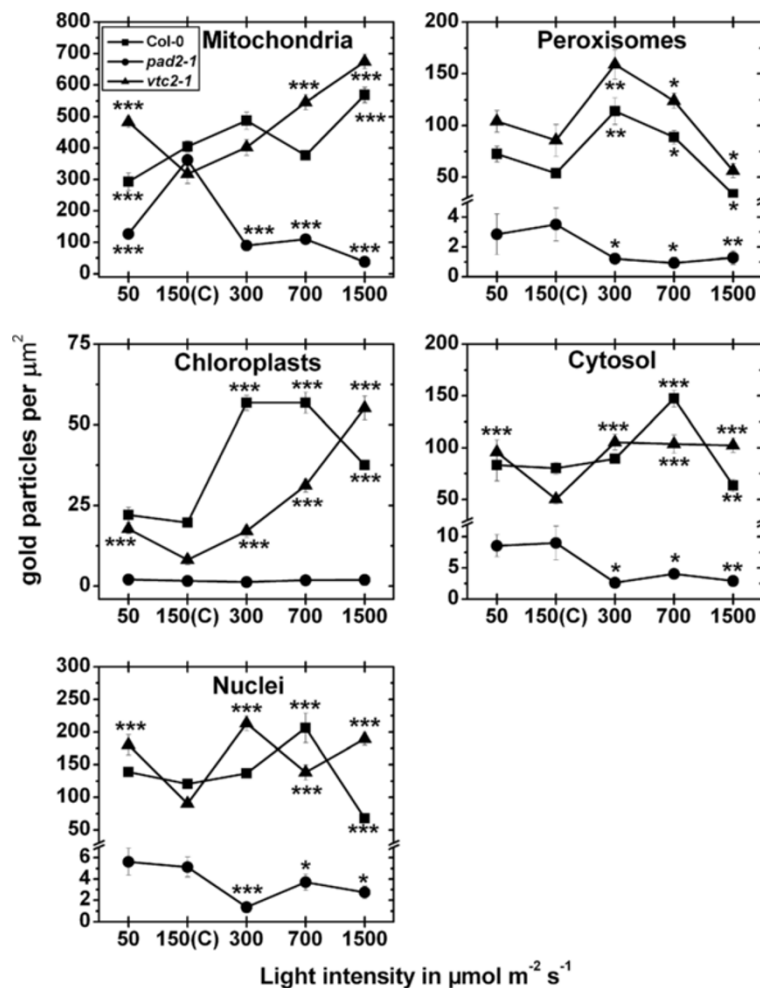 Mitochondria
Col-0
pad2-1
vtc2-1
800
700
600
500
400
300
200
100
0
*** *** *** *** *** *** *** ***
50 150(C) 300 700 1500
Peroxisomes
200
150
100
50
4
2
0
** ** * * * * * * **
50 150(C) 300 700 1500
gold particles per µm²
Chloroplasts
75
50
25
0
*** *** *** *** *** *** ***
50 150(C) 300 700 1500
Cytosol
200
150
100
50
10
5
0
*** *** *** *** *** ** * * **
50 150(C) 300 700 1500
Nuclei
300
250
200
150
100
50
6
4
2
0
*** *** *** *** *** *** *** * *
50 150(C) 300 700 1500
Light intensity in µmol m⁻² s⁻¹